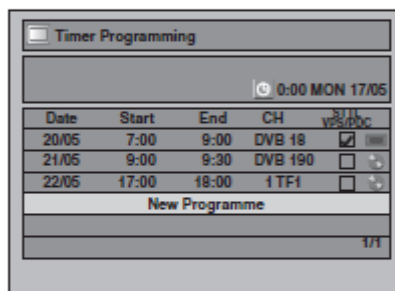 Timer Programming
0:00 MON 17/05
Date Start End CH VPS/PDC
20/05 7:00 9:00 DVB 18
21/05 9:00 9:30 DVB 190
22/05 17:00 18:00 1 TF1
New Programme
1/1